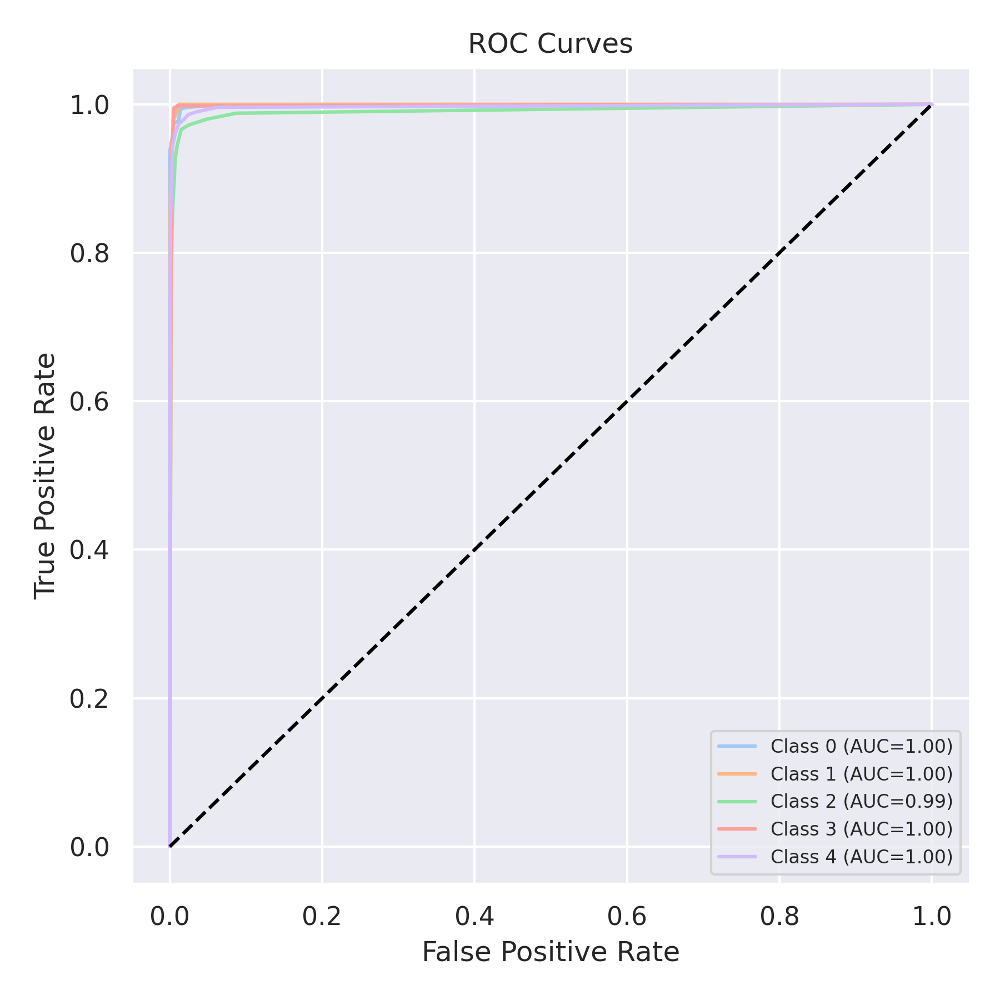 ROC Curves
True Positive Rate
1.0
0.8
0.6
0.4
0.2
0.0
0.0 0.2 0.4 0.6 0.8 1.0
False Positive Rate
Class 0 (AUC=1.00)
Class 1 (AUC=1.00)
Class 2 (AUC=0.99)
Class 3 (AUC=1.00)
Class 4 (AUC=1.00)